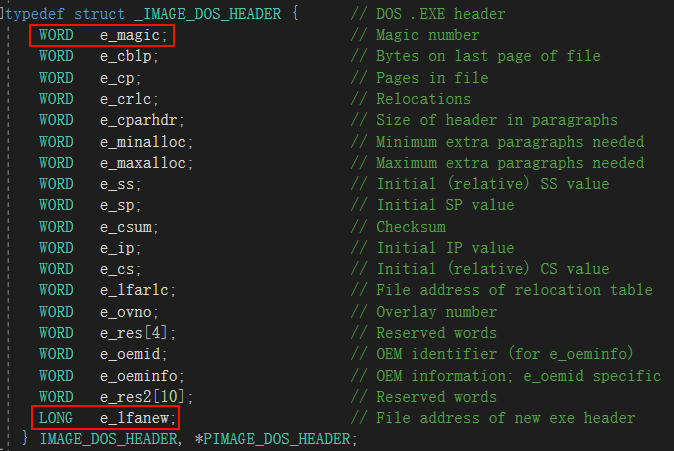 typedef struct _IMAGE_DOS_HEADER { // DOS .EXE header
WORD e_magic; // Magic number
WORD e_cblp; // Bytes on last page of file
WORD e_cp; // Pages in file
WORD e_crlc; // Relocations
WORD e_cparhdr; // Size of header in paragraphs
WORD e_minalloc; // Minimum extra paragraphs needed
WORD e_maxalloc; // Maximum extra paragraphs needed
WORD e_ss; // Initial (relative) SS value
WORD e_sp; // Initial SP value
WORD e_csum; // Checksum
WORD e_ip; // Initial IP value
WORD e_cs; // Initial (relative) CS value
WORD e_lfarlc; // File address of relocation table
WORD e_ovno; // Overlay number
WORD e_res[4]; // Reserved words
WORD e_oemid; // OEM identifier (for e_oeminfo)
WORD e_oeminfo; // OEM information; e_oemid specific
WORD e_res2[10]; // Reserved words
LONG e_lfanew; // File address of new exe header
} IMAGE_DOS_HEADER, *PIMAGE_DOS_HEADER;